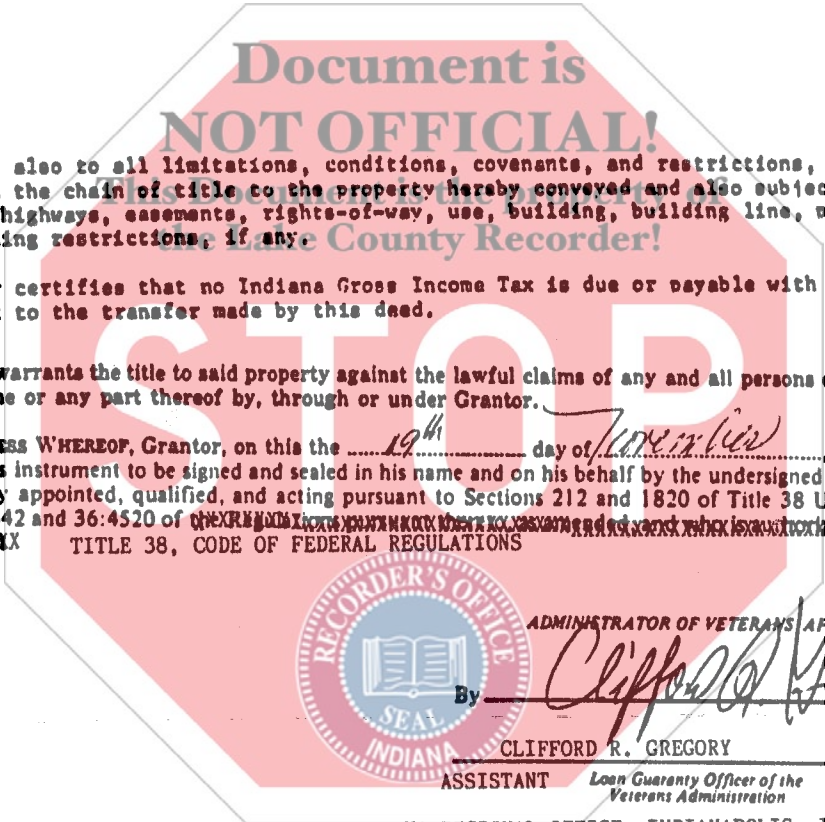 Document is
NOT OFFICIAL!
This Document is the property of
the Lake County Recorder!
also to all limitations, conditions, covenants, and restrictions,
the chain of title to the property hereby conveyed and also subjec
highways, easements, rights-of-way, use, building, building line,
ing restrictions, if any.
certifies that no Indiana Gross Income Tax is due or payable with
to the transfer made by this deed.
STOP
warrants the title to said property against the lawful claims of any and all persons
e or any part thereof by, through or under Grantor.
ESS WHEREOF, Grantor, on this the 19th day of November
s instrument to be signed and sealed in his name and on his behalf by the undersigned
y appointed, qualified, and acting pursuant to Sections 212 and 1820 of Title 38 U
42 and 36:4520 of
TITLE 38, CODE OF FEDERAL REGULATIONS
RECORDER'S OFFICE
SEAL
INDIANA
ADMINISTRATOR OF VETERANS AF
By Clifford R. G
CLIFFORD R. GREGORY
ASSISTANT Loan Guaranty Officer of the
Veterans Administration